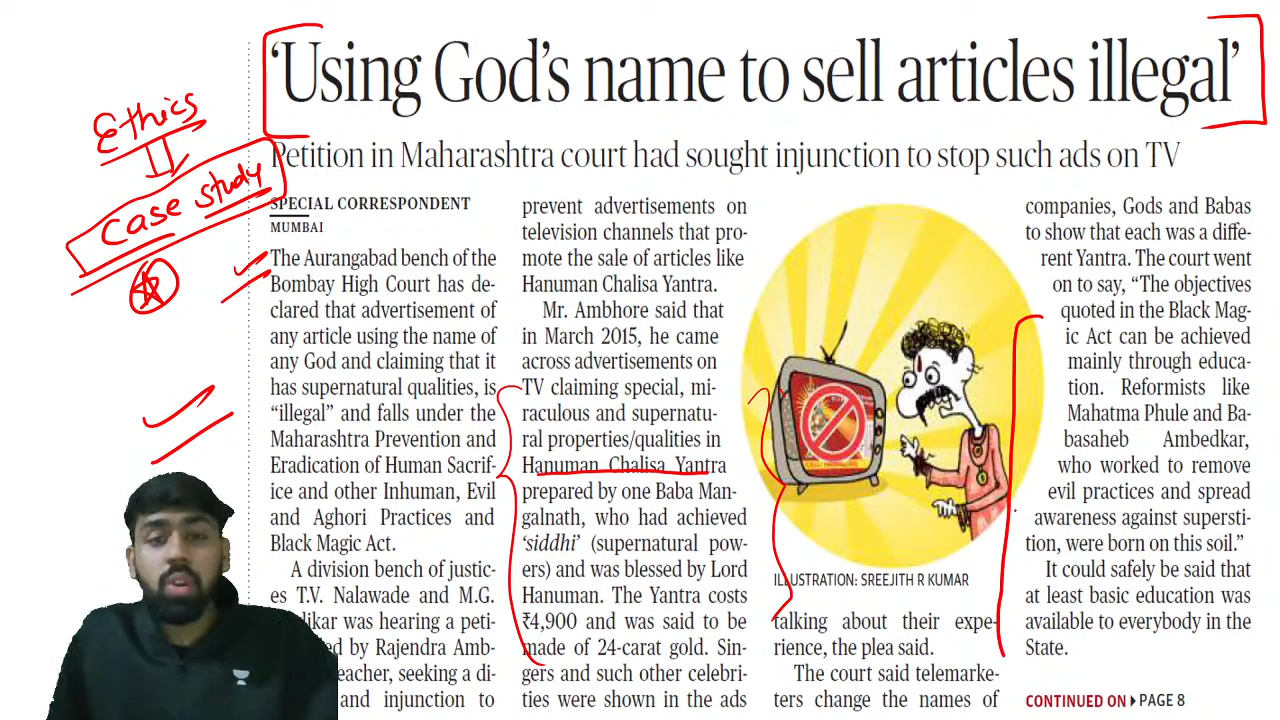 ‘Using God’s name to sell articles illegal’
Petition in Maharashtra court had sought injunction to stop such ads on TV
Ethics
Case study
SPECIAL CORRESPONDENT
MUMBAI
The Aurangabad bench of the
Bombay High Court has de-
clared that advertisement of
any article using the name of
any God and claiming that it
has supernatural qualities, is
“illegal” and falls under the
Maharashtra Prevention and
Eradication of Human Sacrif-
ice and other Inhuman, Evil
and Aghori Practices and
Black Magic Act.
A division bench of justic-
es T.V. Nalawade and M.G.
was hearing a peti-
by Rajendra Amb-
seeking a di-
and injunction to
prevent advertisements on
television channels that pro-
mote the sale of articles like
Hanuman Chalisa Yantra.
Mr. Ambhore said that
in March 2015, he came
across advertisements on
TV claiming special, mi-
raculous and supernatu-
ral properties/qualities in
Hanuman Chalisa Yantra
prepared by one Baba Man-
galnath, who had achieved
‘siddhi’ (supernatural pow-
ers) and was blessed by Lord
Hanuman. The Yantra costs
₹4,900 and was said to be
made of 24-carat gold. Sin-
gers and such other celebri-
ties were shown in the ads
ILLUSTRATION: SREEJITH R KUMAR
talking about their expe-
rience, the plea said.
The court said telemarke-
ters change the names of
companies, Gods and Babas
to show that each was a diffe-
rent Yantra. The court went
on to say, “The objectives
quoted in the Black Mag-
ic Act can be achieved
mainly through educa-
tion. Reformists like
Mahatma Phule and Ba-
basaheb Ambedkar,
who worked to remove
evil practices and spread
awareness against supersti-
tion, were born on this soil.”
It could safely be said that
at least basic education was
available to everybody in the
State.
CONTINUED ON PAGE 8